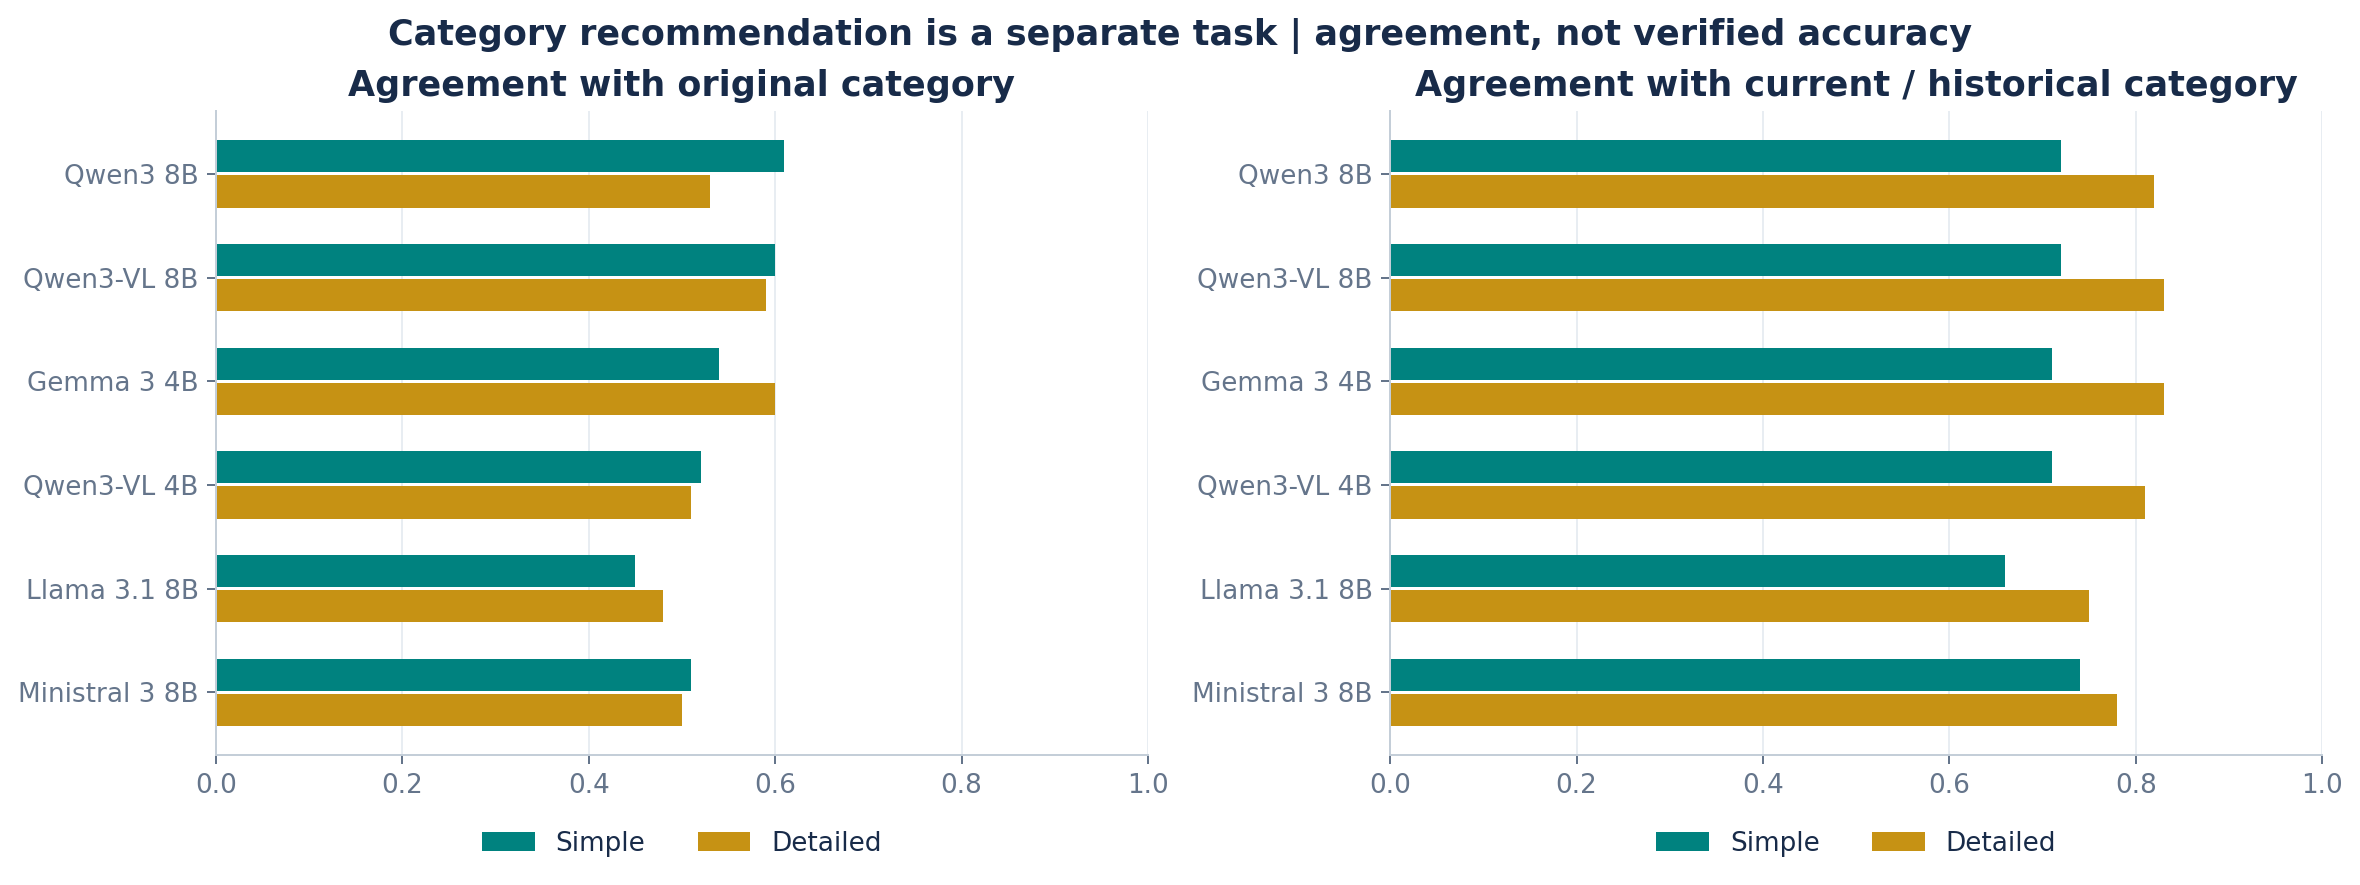 Category recommendation is a separate task | agreement, not verified accuracy
Agreement with original category
Qwen3 8B
Qwen3-VL 8B
Gemma 3 4B
Qwen3-VL 4B
Llama 3.1 8B
Ministral 3 8B
0.0 0.2 0.4 0.6 0.8 1.0
Simple Detailed
Agreement with current / historical category
Qwen3 8B
Qwen3-VL 8B
Gemma 3 4B
Qwen3-VL 4B
Llama 3.1 8B
Ministral 3 8B
0.0 0.2 0.4 0.6 0.8 1.0
Simple Detailed